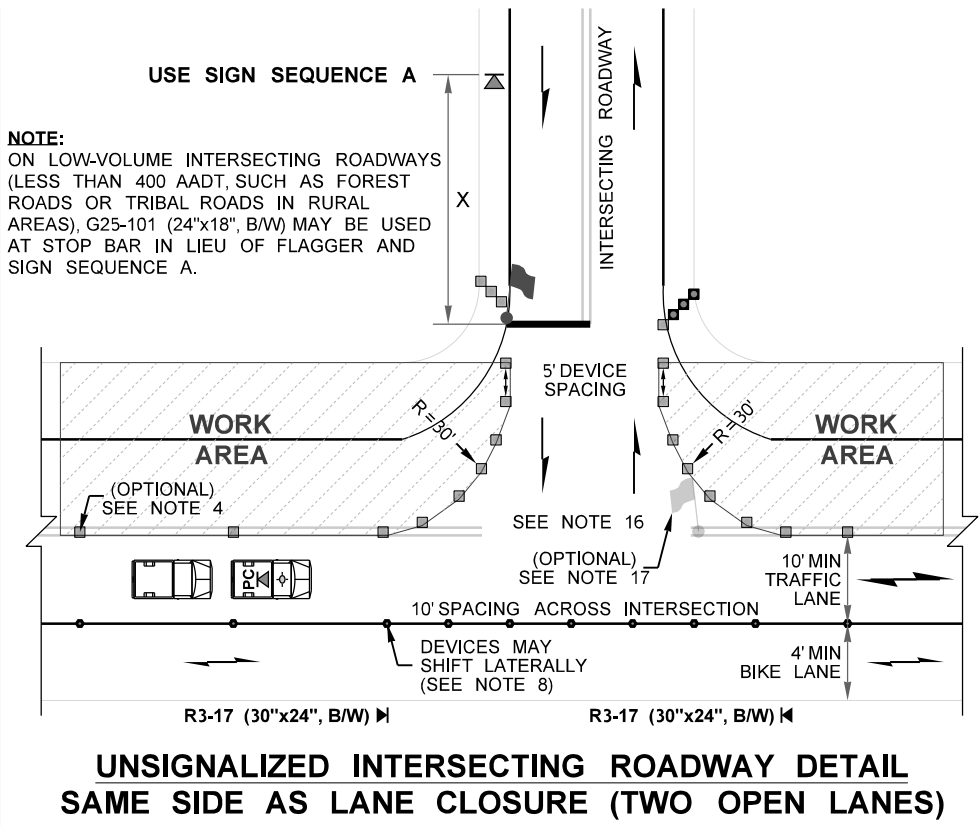 USE SIGN SEQUENCE A
NOTE:
ON LOW-VOLUME INTERSECTING ROADWAYS
(LESS THAN 400 AADT, SUCH AS FOREST
ROADS OR TRIBAL ROADS IN RURAL
AREAS), G25-101 (24"x18", B/W) MAY BE USED
AT STOP BAR IN LIEU OF FLAGGER AND
SIGN SEQUENCE A.
X
INTERSECTING ROADWAY
5' DEVICE
SPACING
R=30'
R=30'
WORK
AREA
WORK
AREA
(OPTIONAL)
SEE NOTE 4
SEE NOTE 16
(OPTIONAL)
SEE NOTE 17
10' MIN
TRAFFIC
LANE
PC
10' SPACING ACROSS INTERSECTION
DEVICES MAY
SHIFT LATERALLY
(SEE NOTE 8)
4' MIN
BIKE LANE
R3-17 (30"x24", B/W)
R3-17 (30"x24", B/W)
UNSIGNALIZED INTERSECTING ROADWAY DETAIL
SAME SIDE AS LANE CLOSURE (TWO OPEN LANES)